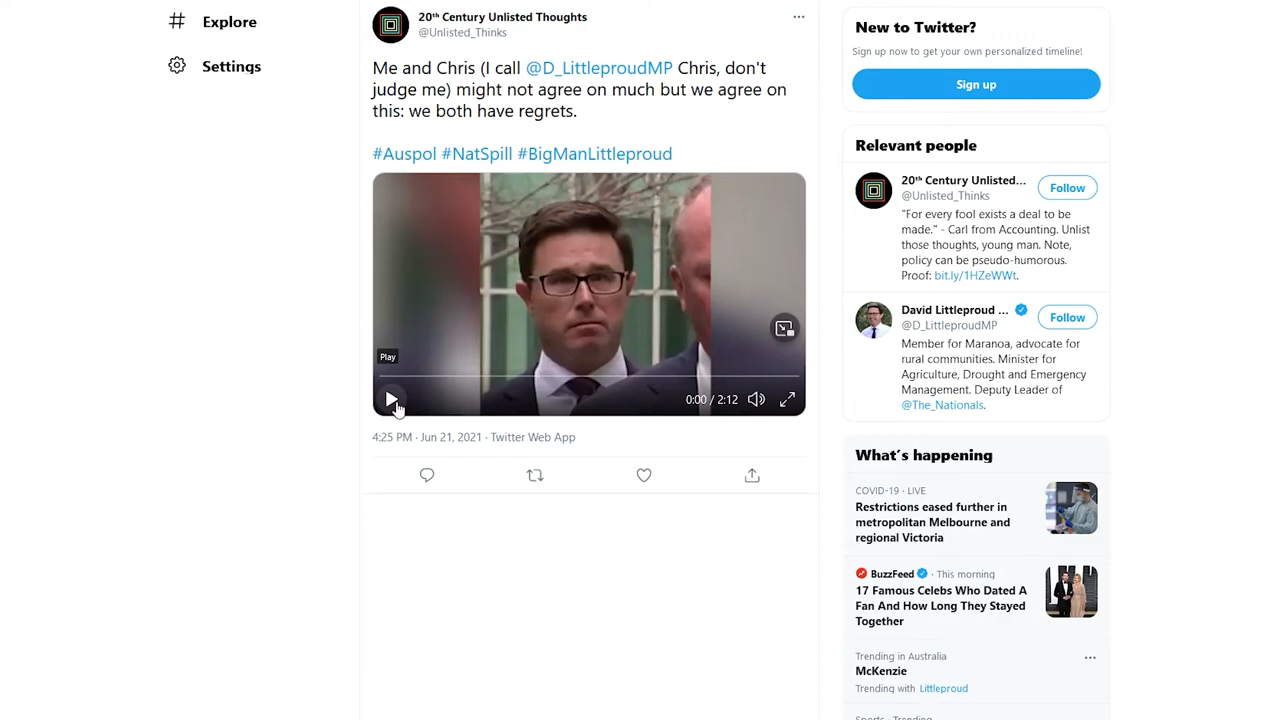 Explore
Settings
20th Century Unlisted Thoughts
@Unlisted_Thinks
Me and Chris (I call @D_LittleproudMP Chris, don't
judge me) might not agree on much but we agree on
this: we both have regrets.
#Auspol #NatSpill #BigManLittleproud
Play
0:00 / 2:12
4:25 PM · Jun 21, 2021 · Twitter Web App
New to Twitter?
Sign up now to get your own personalized timeline!
Sign up
Relevant people
20th Century Unlisted...
Follow
@Unlisted_Thinks
"For every fool exists a deal to be
made." - Carl from Accounting. Unlist
those thoughts, young man. Note,
policy can be pseudo-humorous.
Proof: bit.ly/1HZeWWt.
David Littleproud ...
Follow
@D_LittleproudMP
Member for Maranoa, advocate for
rural communities. Minister for
Agriculture, Drought and Emergency
Management. Deputy Leader of
@The_Nationals.
What's happening
COVID-19 · LIVE
Restrictions eased further in
metropolitan Melbourne and
regional Victoria
BuzzFeed · This morning
17 Famous Celebs Who Dated A
Fan And How Long They Stayed
Together
Trending in Australia
McKenzie
Trending with Littleproud
Sports · Trending